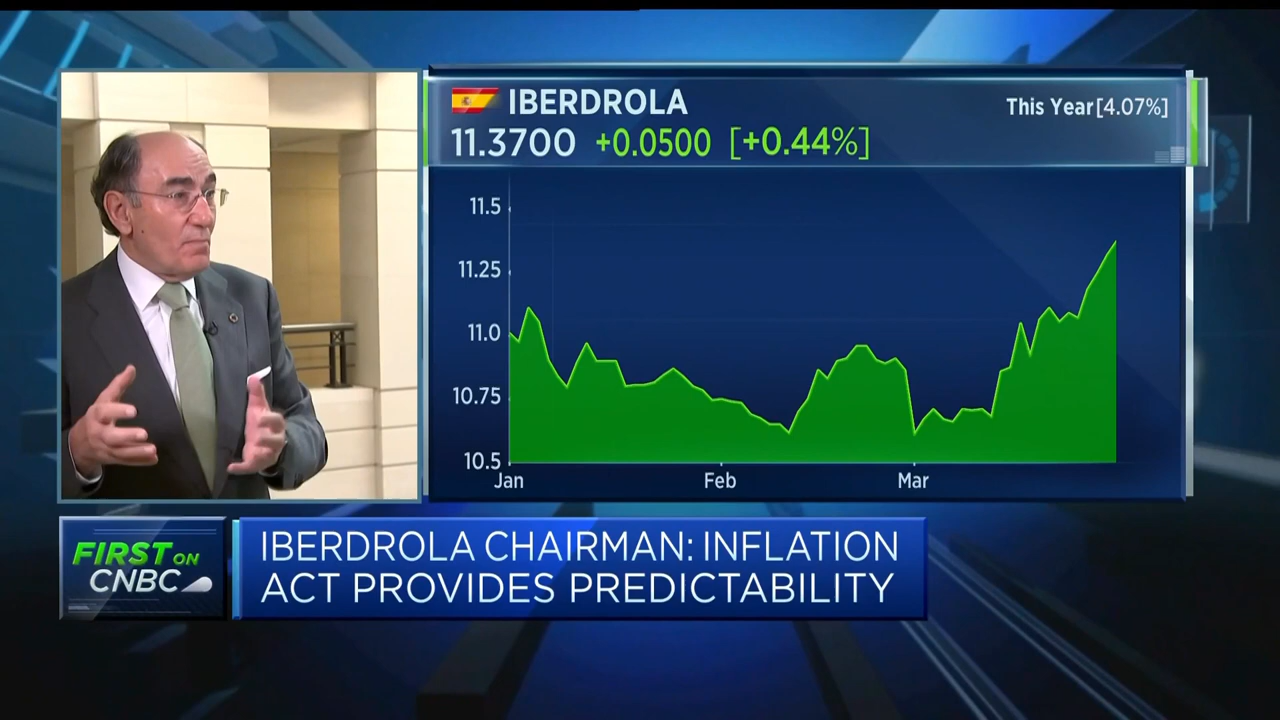 IBERDROLA
This Year[4.07%]
11.3700 +0.0500 [+0.44%]
11.5
11.25
11.0
10.75
10.5
Jan Feb Mar
FIRST ON
CNBC
IBERDROLA CHAIRMAN: INFLATION
ACT PROVIDES PREDICTABILITY